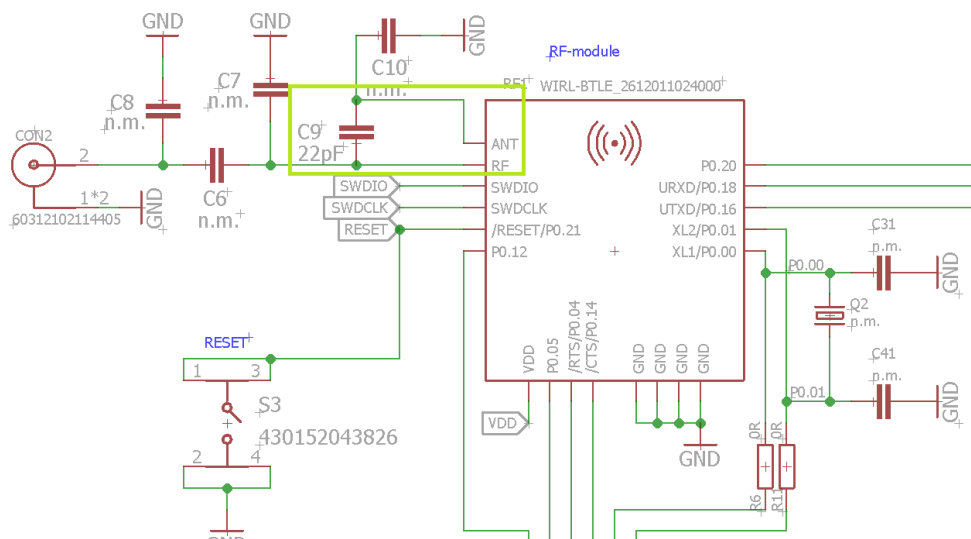 GND
GND
GND
RF-module
C10
n.m.
C7
n.m.
RF1
WIRL-BTLE_2612011024000
C8
n.m.
C9
22pF
CON2
2
1*2
60312102114405
GND
C6
n.m.
ANT
RF
SWDIO
SWDIO
SWDCLK
SWDCLK
RESET
/RESET/P0.21
P0.12
P0.20
URXD/P0.18
UTXD/P0.16
XL2/P0.01
XL1/P0.00
C31
n.m.
GND
P0.00
Q2
n.m.
C41
n.m.
GND
P0.01
VDD
P0.05
/RTS/P0.04
/CTS/P0.14
GND
GND
GND
GND
VDD
GND
0R
0R
R6
R11
RESET
1
3
S3
430152043826
2
4
GND